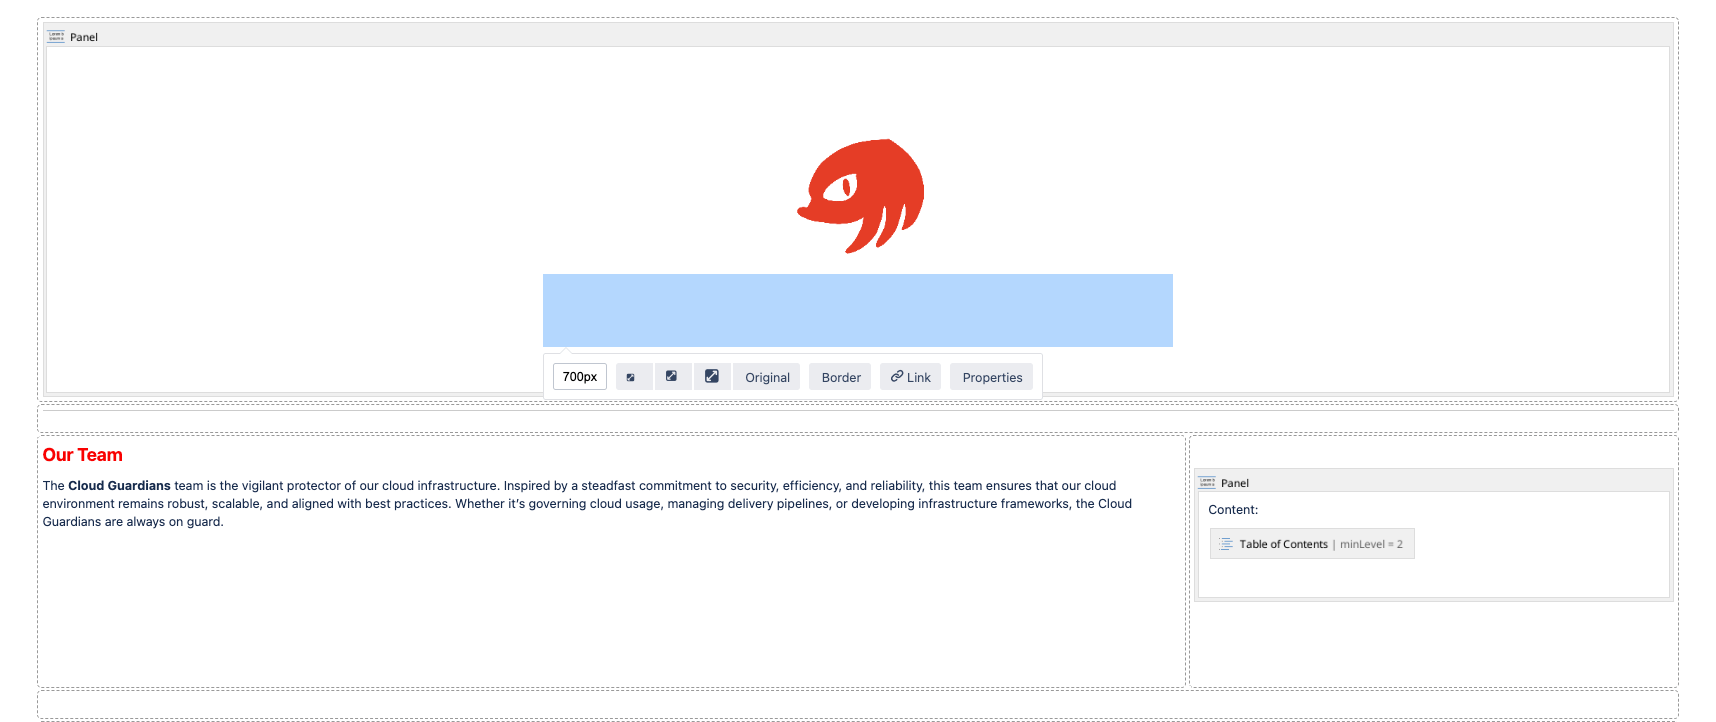 Panel
700px
Original
Border
Link
Properties
Our Team
The Cloud Guardians team is the vigilant protector of our cloud infrastructure. Inspired by a steadfast commitment to security, efficiency, and reliability, this team ensures that our cloud
environment remains robust, scalable, and aligned with best practices. Whether it's governing cloud usage, managing delivery pipelines, or developing infrastructure frameworks, the Cloud
Guardians are always on guard.
Panel
Content:
Table of Contents | minLevel = 2